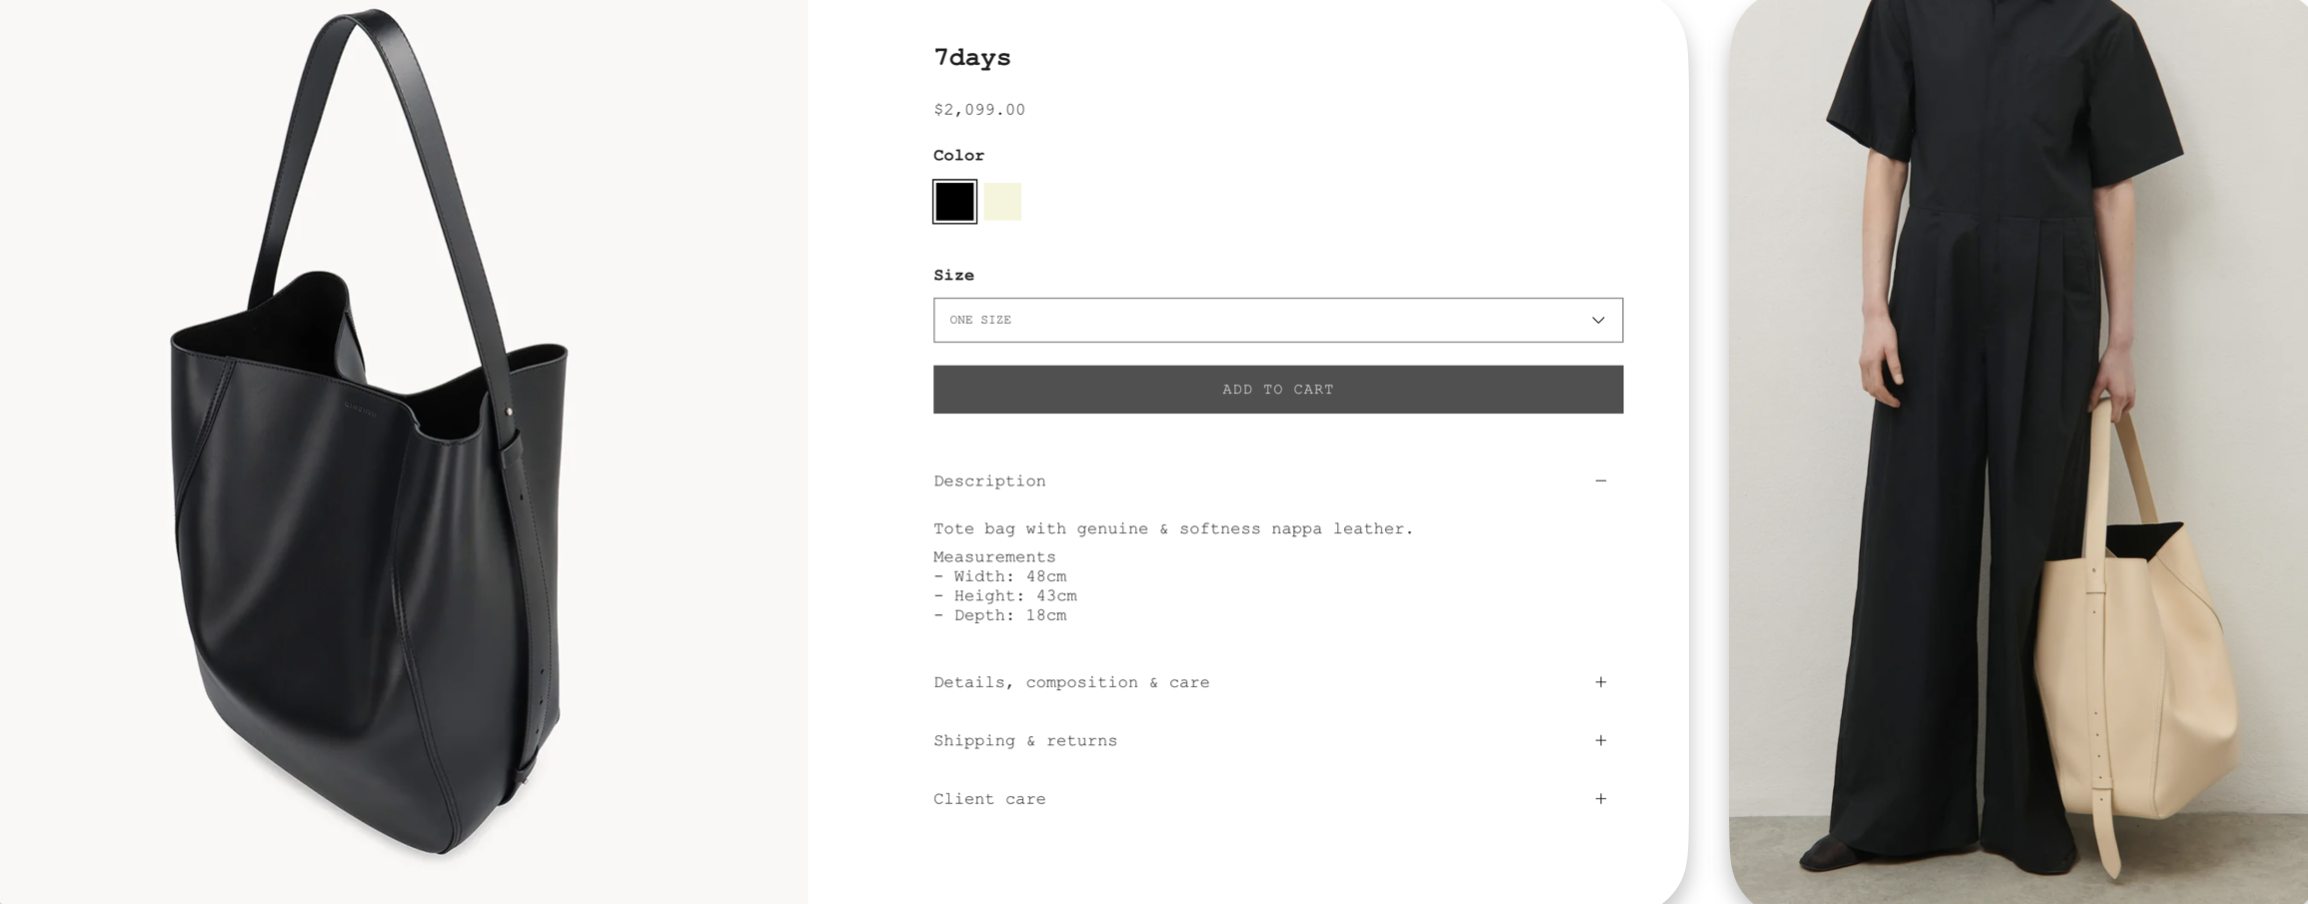 7days
$2,099.00
Color
Size
ONE SIZE
ADD TO CART
Description
Tote bag with genuine & softness nappa leather.
Measurements
- Width: 48cm
- Height: 43cm
- Depth: 18cm
Details, composition & care
Shipping & returns
Client care